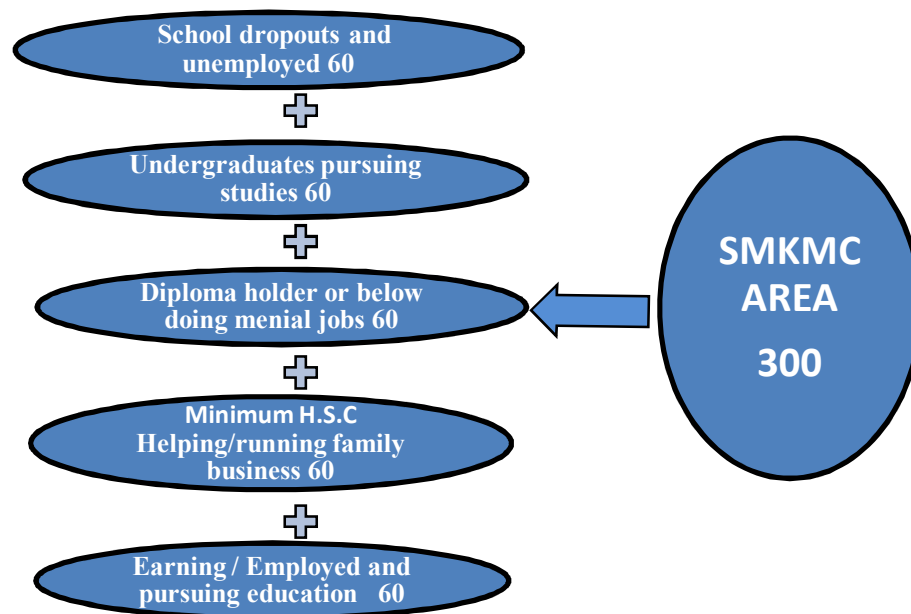 School dropouts and
unemployed 60
Undergraduates pursuing
studies 60
Diploma holder or below
doing menial jobs 60
Minimum H.S.C
Helping/running family
business 60
Earning / Employed and
pursuing education 60
SMKMC
AREA
300